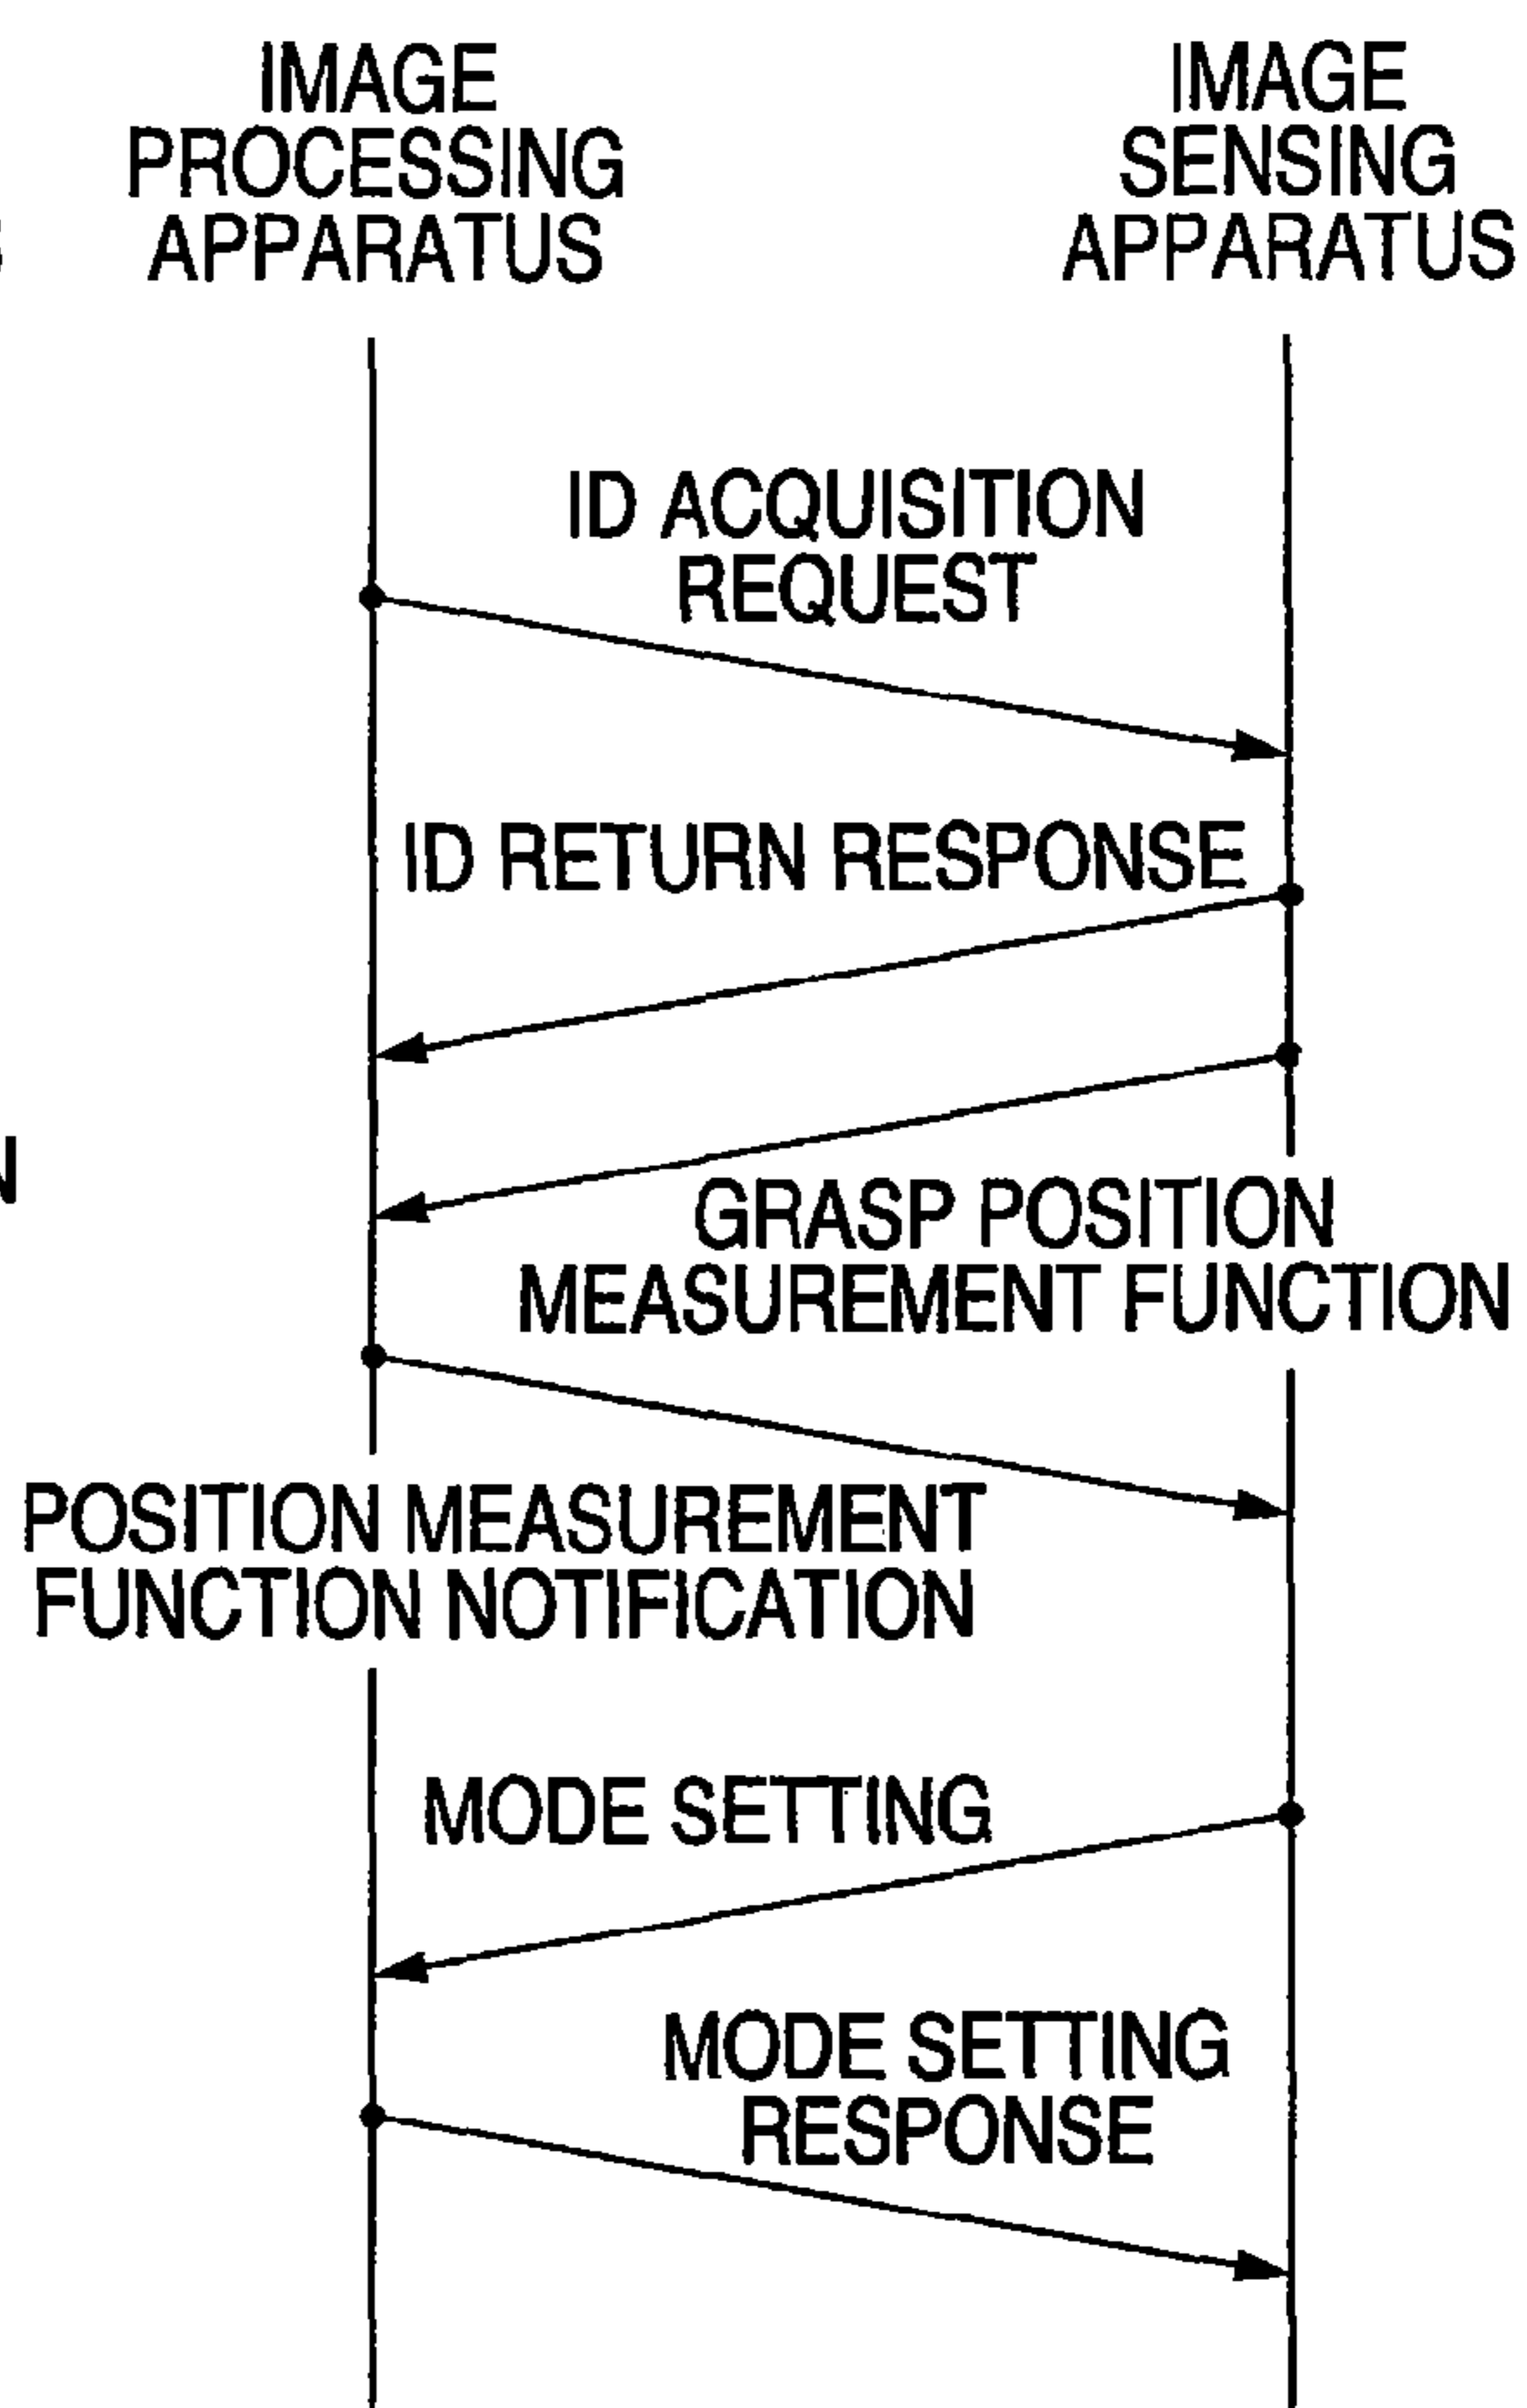 IMAGE
PROCESSING
APPARATUS
IMAGE
SENSING
APPARATUS
ID ACQUISITION
REQUEST
ID RETURN RESPONSE
N
GRASP POSITION
MEASUREMENT FUNCTION
POSITION MEASUREMENT
FUNCTION NOTIFICATION
MODE SETTING
MODE SETTING
RESPONSE